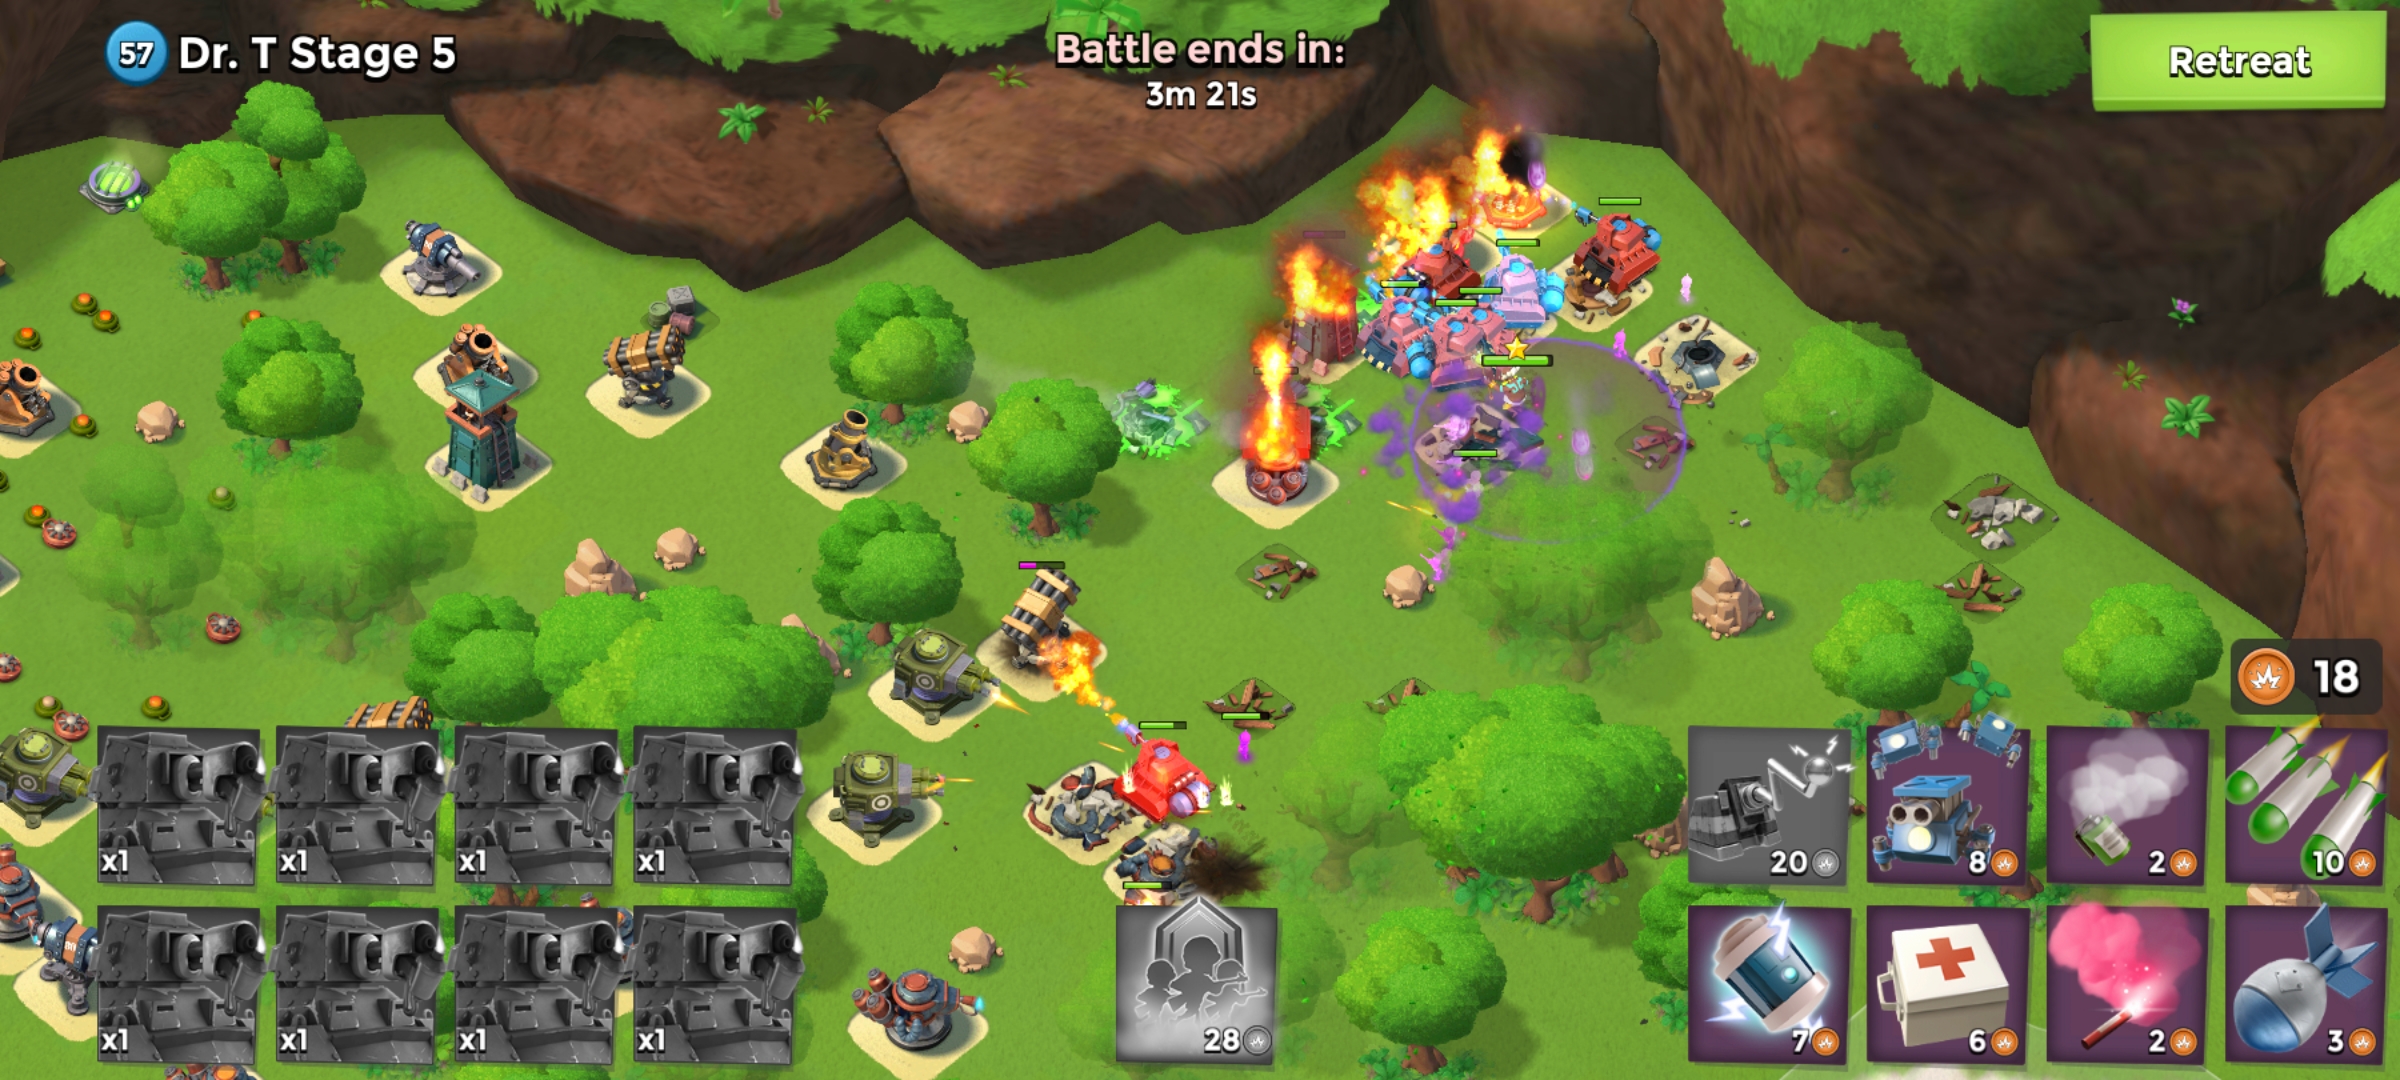 57 Dr. T Stage 5
Battle ends in:
3m 21s
Retreat
18
x1 x1 x1 x1
20 8 2 10
x1 x1 x1 x1
28
7 6 2 3